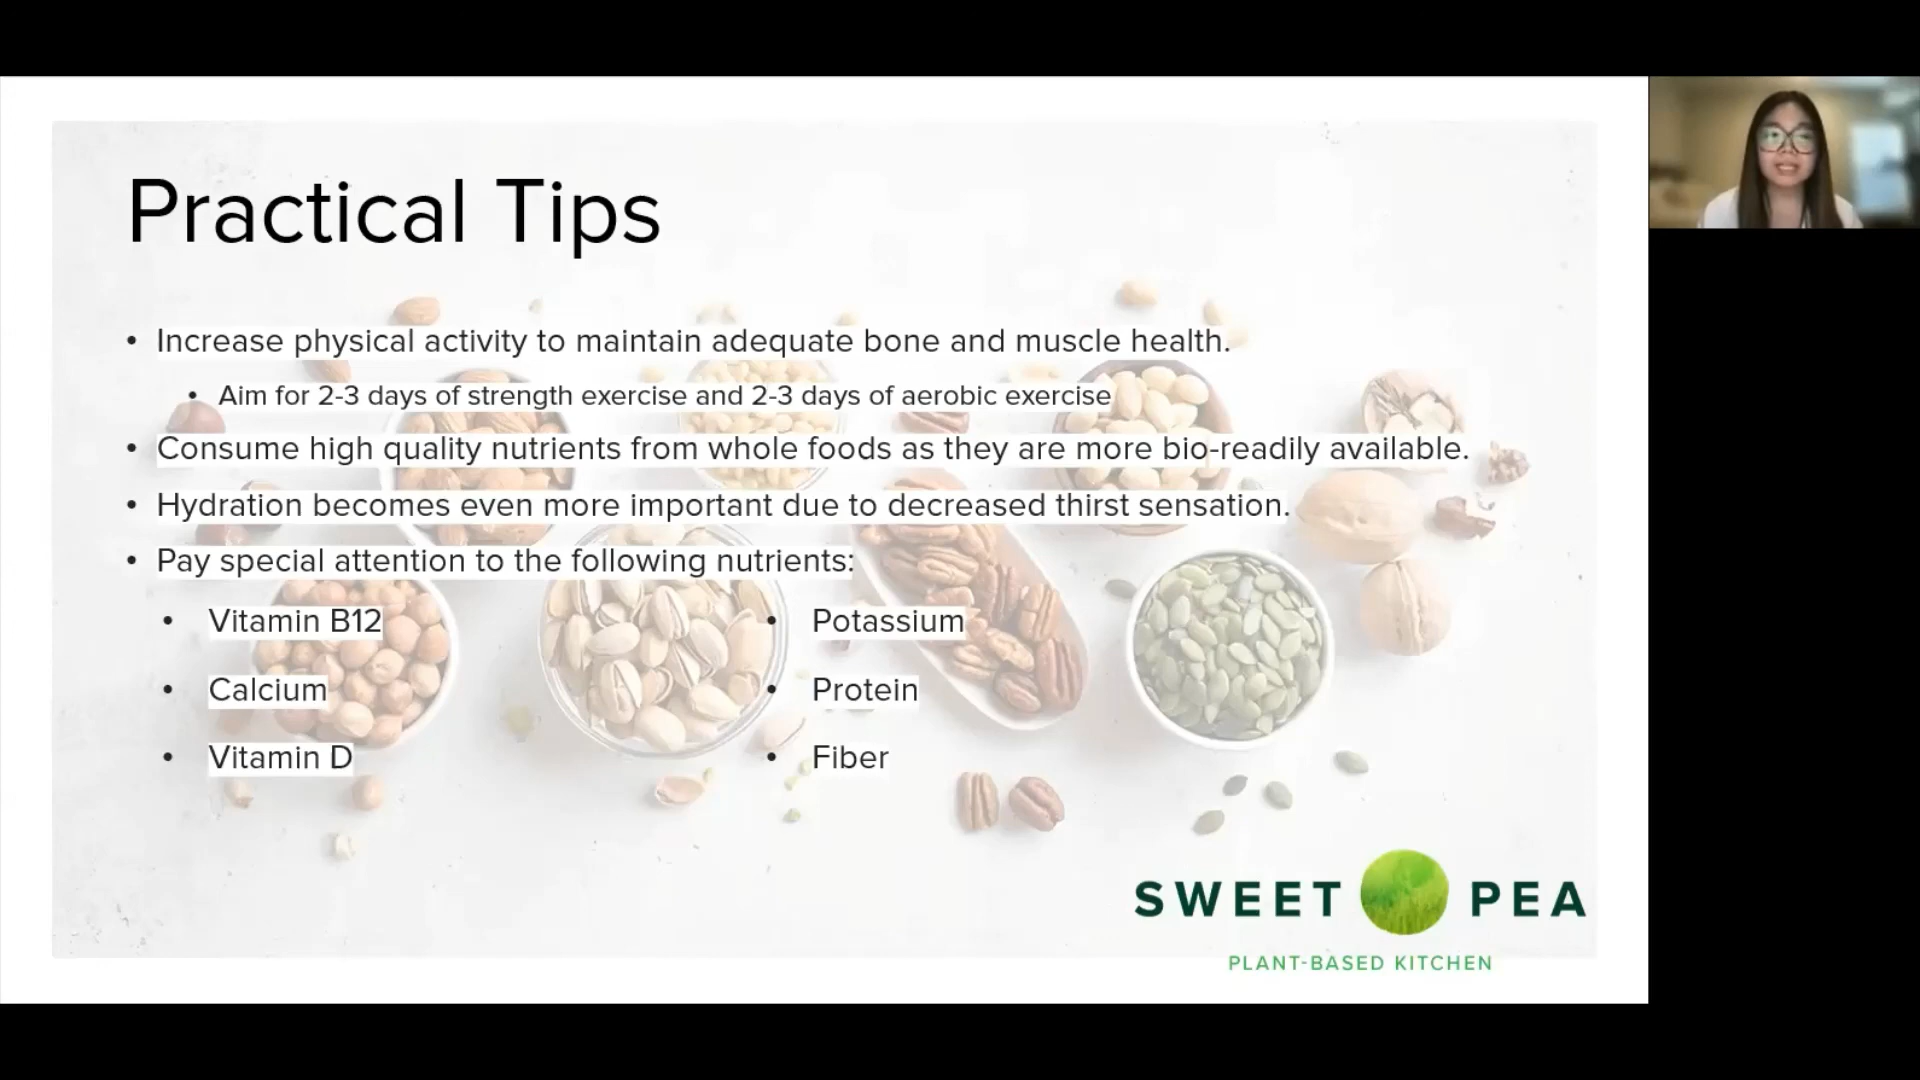 Practical Tips
• Increase physical activity to maintain adequate bone and muscle health.
• Aim for 2-3 days of strength exercise and 2-3 days of aerobic exercise
• Consume high quality nutrients from whole foods as they are more bio-readily available.
• Hydration becomes even more important due to decreased thirst sensation.
• Pay special attention to the following nutrients:
• Vitamin B12
• Calcium
• Vitamin D
• Potassium
• Protein
• Fiber
SWEET PEA
PLANT-BASED KITCHEN